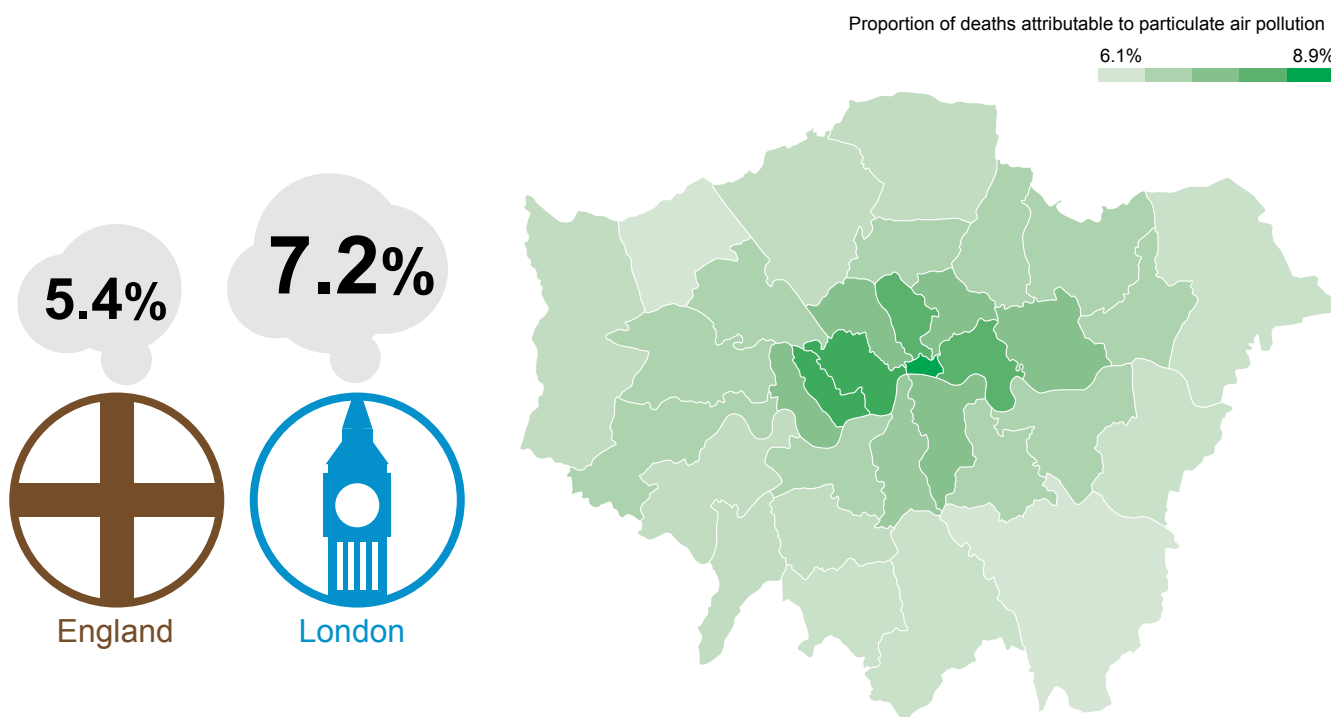 Proportion of deaths attributable to particulate air pollution
6.1% 8.9%
5.4%
7.2%
England
London